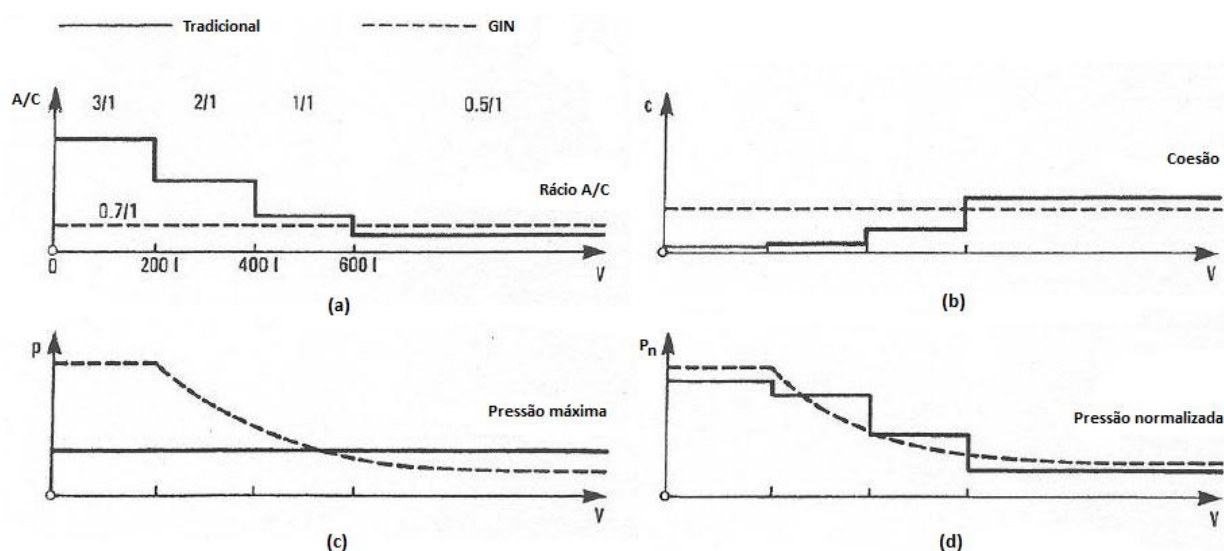 Tradicional GIN
A/C 3/1 2/1 1/1 0.5/1
Rácio A/C
0.7/1
0 200 l 400 l 600 l V
(a)
c
Coesão
V
(b)
p
Pressão máxima
V
(c)
Pn
Pressão normalizada
V
(d)